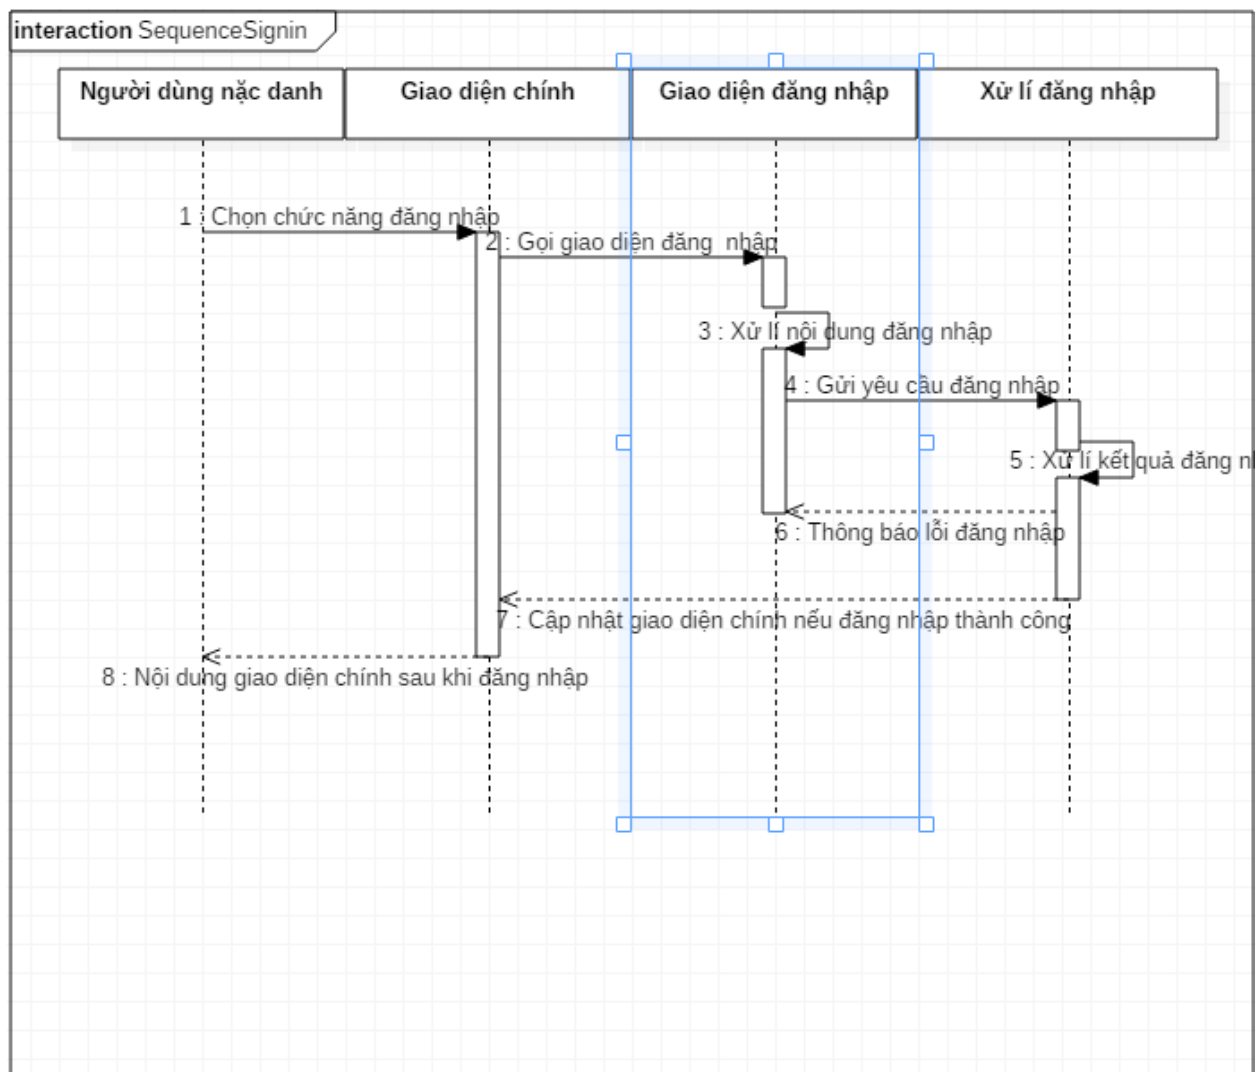 interaction SequenceSignin
Người dùng nặc danh
Giao diện chính
Giao diện đăng nhập
Xử lí đăng nhập
1 : Chọn chức năng đăng nhập
2 : Gọi giao diện đăng nhập
3 : Xử lí nội dung đăng nhập
4 : Gửi yêu cầu đăng nhập
5 : Xử lí kết quả đăng
6 : Thông báo lỗi đăng nhập
7 : Cập nhật giao diện chính nếu đăng nhập thành công
8 : Nội dung giao diện chính sau khi đăng nhập